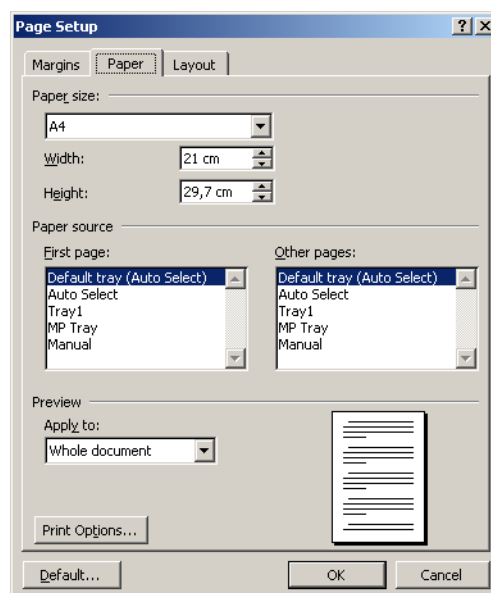 Page Setup
Margins Paper Layout
Paper size:
A4
Width: 21 cm
Height: 29,7 cm
Paper source
First page: Other pages:
Default tray (Auto Select) Default tray (Auto Select)
Auto Select Auto Select
Tray1 Tray1
MP Tray MP Tray
Manual Manual
Preview
Apply to:
Whole document
Print Options...
Default... OK Cancel